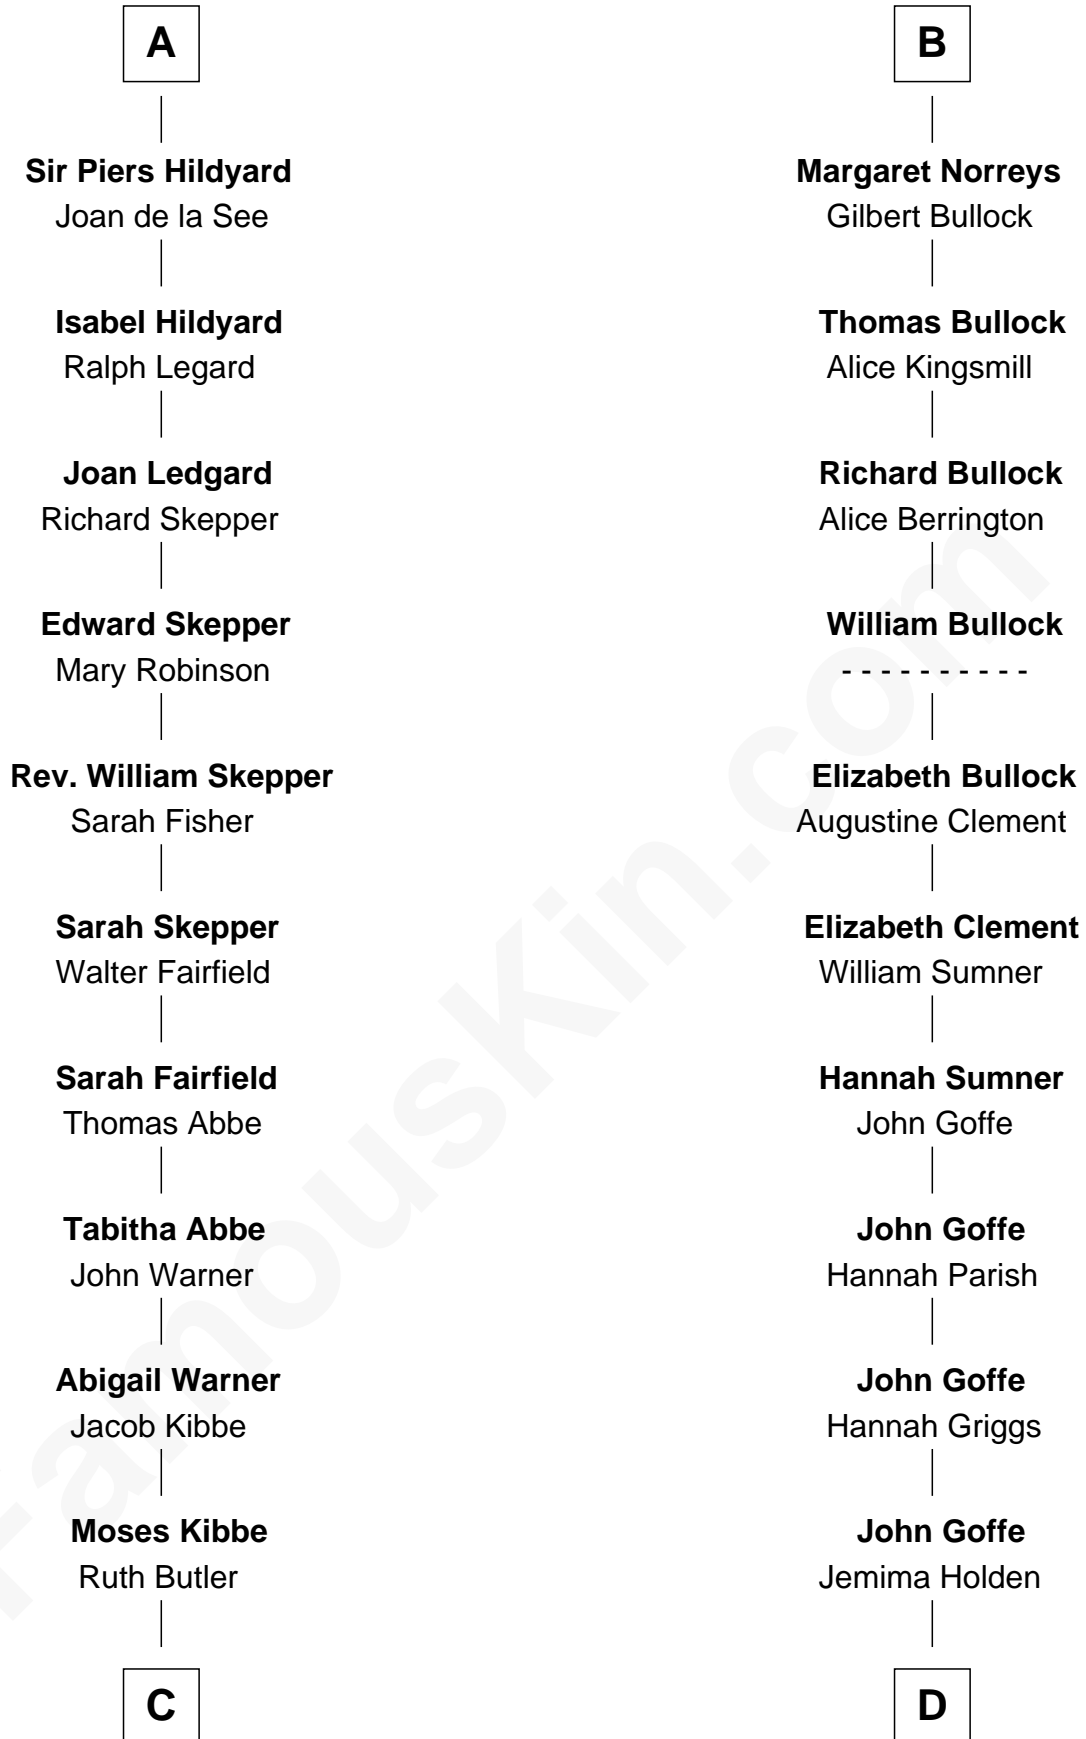 A
Sir Piers Hildyard
Joan de la See
Isabel Hildyard
Ralph Legard
Joan Ledgard
Richard Skepper
Edward Skepper
Mary Robinson
Rev. William Skepper
Sarah Fisher
Sarah Skepper
Walter Fairfield
Sarah Fairfield
Thomas Abbe
Tabitha Abbe
John Warner
Abigail Warner
Jacob Kibbe
Moses Kibbe
Ruth Butler
C
B
Margaret Norreys
Gilbert Bullock
Thomas Bullock
Alice Kingsmill
Richard Bullock
Alice Berrington
William Bullock
- - - - - - - - - -
Elizabeth Bullock
Augustine Clement
Elizabeth Clement
William Sumner
Hannah Sumner
John Goffe
John Goffe
Hannah Parish
John Goffe
Hannah Griggs
John Goffe
Jemima Holden
D
FamousKin.com